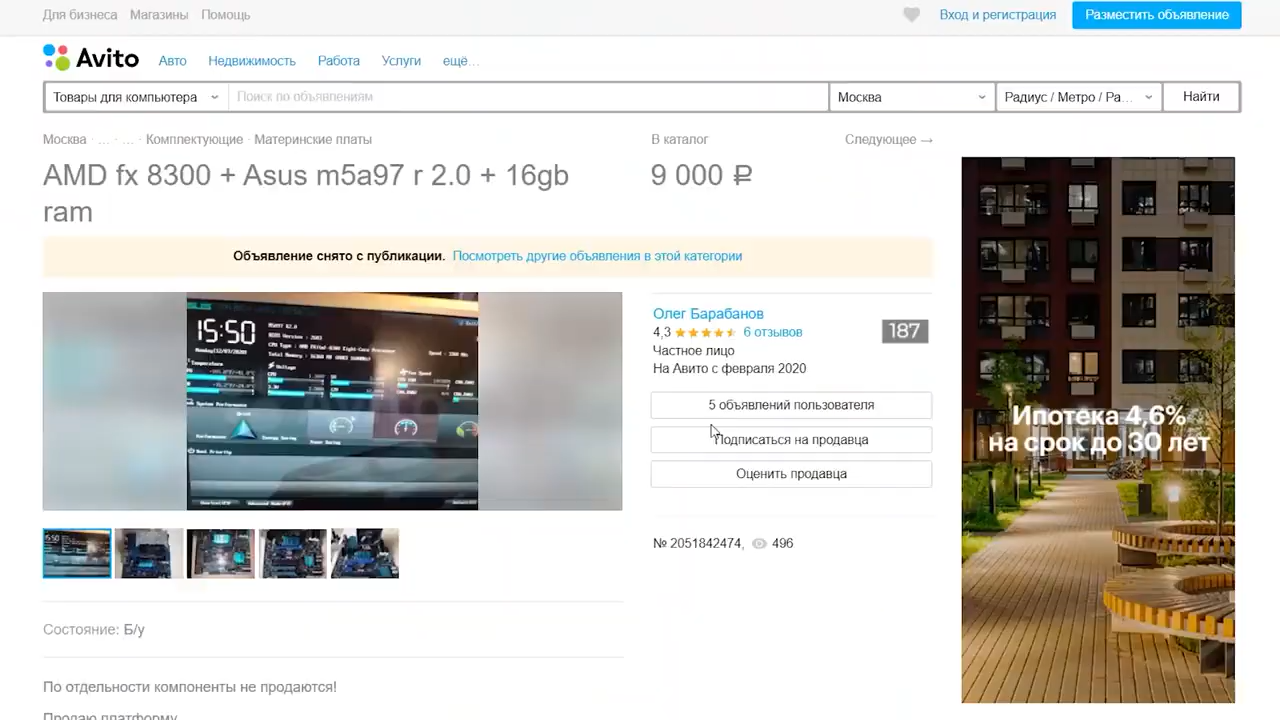 Для бизнеса Магазины Помощь
Вход и регистрация
Разместить объявление
Avito
Авто Недвижимость Работа Услуги ещё...
Товары для компьютера
Поиск по объявлениям
Москва
Радиус / Метро / Ра...
Найти
Москва · ... · ... · Комплектующие · Материнские платы
В каталог
Следующее →
AMD fx 8300 + Asus m5a97 r 2.0 + 16gb
ram
9 000 ₽
Объявление снято с публикации. Посмотреть другие объявления в этой категории
15:50
Олег Барабанов
4,3 6 отзывов
187
Частное лицо
На Авито с февраля 2020
5 объявлений пользователя
Подписаться на продавца
Оценить продавца
№ 2051842474, 496
Ипотека 4,6%
на срок до 30 лет
Состояние: Б/у
По отдельности компоненты не продаются!
Продаю платформу